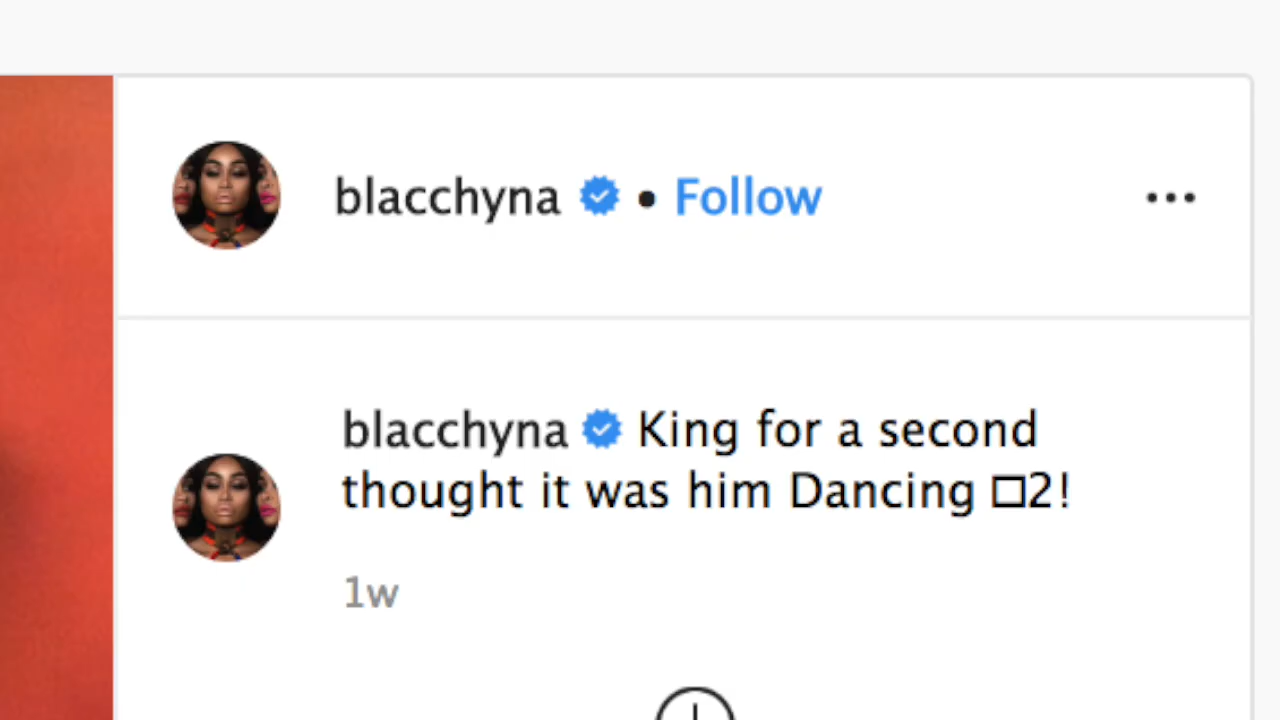 blacchyna • Follow
blacchyna King for a second
thought it was him Dancing □2!
1w